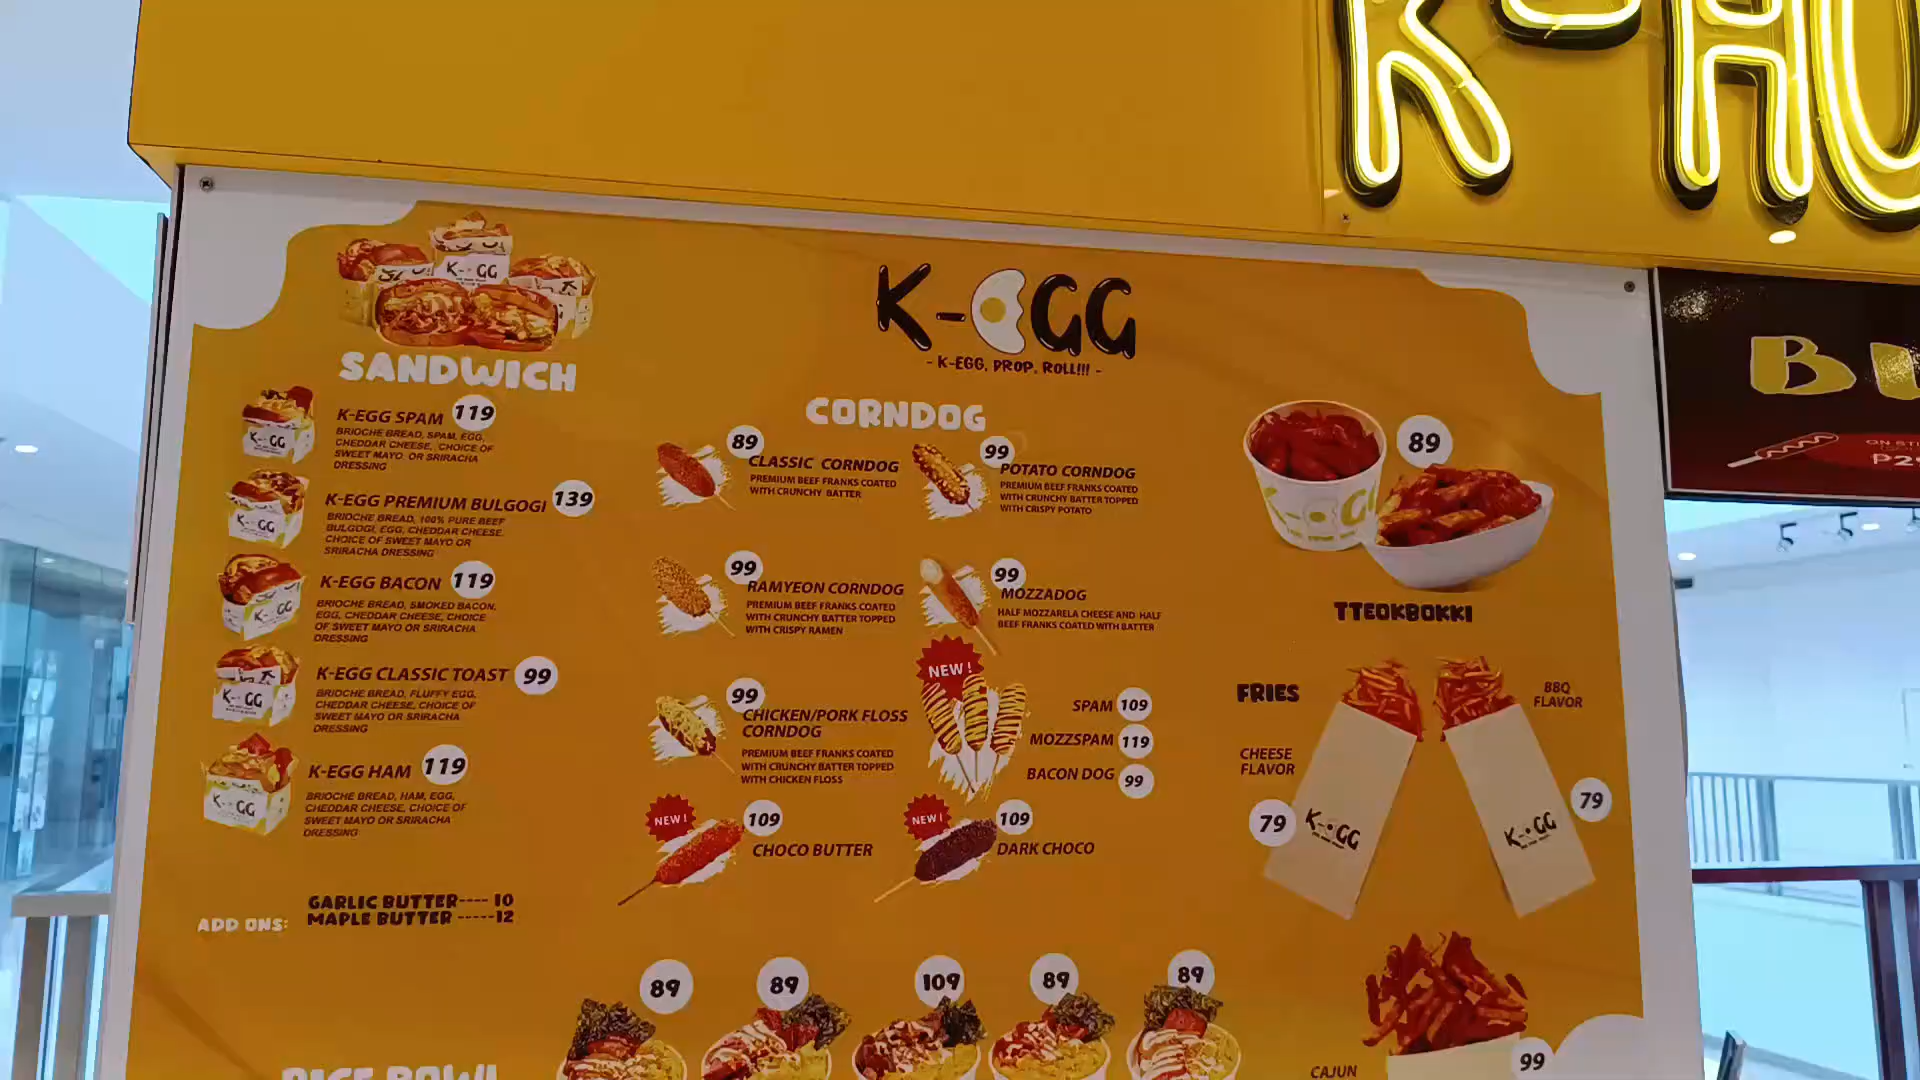 K-HO
K-EGG
- K-EGG, DROP, ROLL!!! -
SANDWICH
K-EGG SPAM 119
BRIOCHE BREAD, SPAM, EGG,
CHEDDAR CHEESE, CHOICE OF
SWEET MAYO OR SRIRACHA
DRESSING
K-EGG PREMIUM BULGOGI 139
BRIOCHE BREAD, 100% PURE BEEF
BULGOGI, EGG, CHEDDAR CHEESE,
CHOICE OF SWEET MAYO OR
SRIRACHA DRESSING
K-EGG BACON 119
BRIOCHE BREAD, SMOKED BACON,
EGG, CHEDDAR CHEESE, CHOICE
OF SWEET MAYO OR SRIRACHA
DRESSING
K-EGG CLASSIC TOAST 99
BRIOCHE BREAD, FLUFFY EGG,
CHEDDAR CHEESE, CHOICE OF
SWEET MAYO OR SRIRACHA
DRESSING
K-EGG HAM 119
BRIOCHE BREAD, HAM, EGG,
CHEDDAR CHEESE, CHOICE OF
SWEET MAYO OR SRIRACHA
DRESSING
ADD ONS:
GARLIC BUTTER---- 10
MAPLE BUTTER -----12
CORNDOG
89
CLASSIC CORNDOG
PREMIUM BEEF FRANKS COATED
WITH CRUNCHY BATTER
99
POTATO CORNDOG
PREMIUM BEEF FRANKS COATED
WITH CRUNCHY BATTER TOPPED
WITH CRISPY POTATO
99
RAMYEON CORNDOG
PREMIUM BEEF FRANKS COATED
WITH CRUNCHY BATTER TOPPED
WITH CRISPY RAMEN
99
MOZZADOG
HALF MOZZARELA CHEESE AND HALF
BEEF FRANKS COATED WITH BATTER
99
CHICKEN/PORK FLOSS
CORNDOG
PREMIUM BEEF FRANKS COATED
WITH CRUNCHY BATTER TOPPED
WITH CHICKEN FLOSS
NEW!
SPAM 109
MOZZSPAM 119
BACON DOG 99
NEW!
109
CHOCO BUTTER
NEW!
109
DARK CHOCO
89
TTEOKBOKKI
FRIES
CHEESE
FLAVOR
79
K-EGG
BBQ
FLAVOR
79
K-EGG
CAJUN
99
RICE BOWL
89
89
109
89
89
B
ON STI
P29